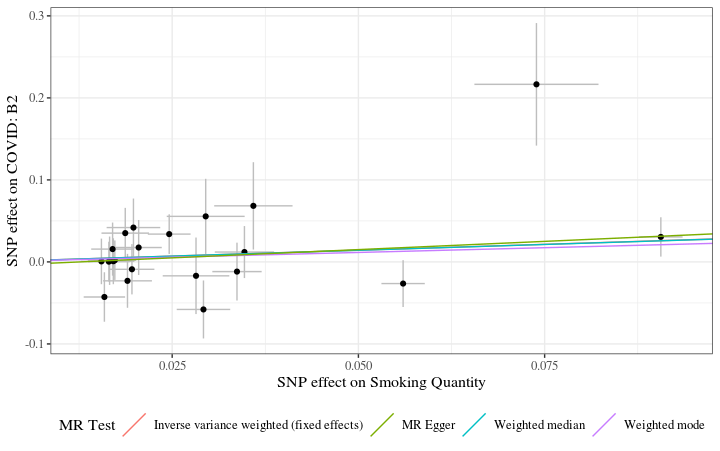 0.3
0.2
0.1
0.0
-0.1
SNP effect on COVID: B2
0.025
0.050
0.075
SNP effect on Smoking Quantity
MR Test
Inverse variance weighted (fixed effects)
MR Egger
Weighted median
Weighted mode